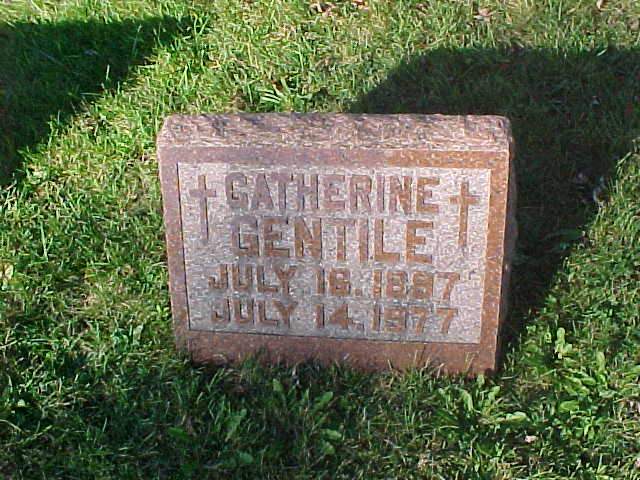 CATHERINE
GENTILE
JULY 16, 1887
JULY 14, 1977